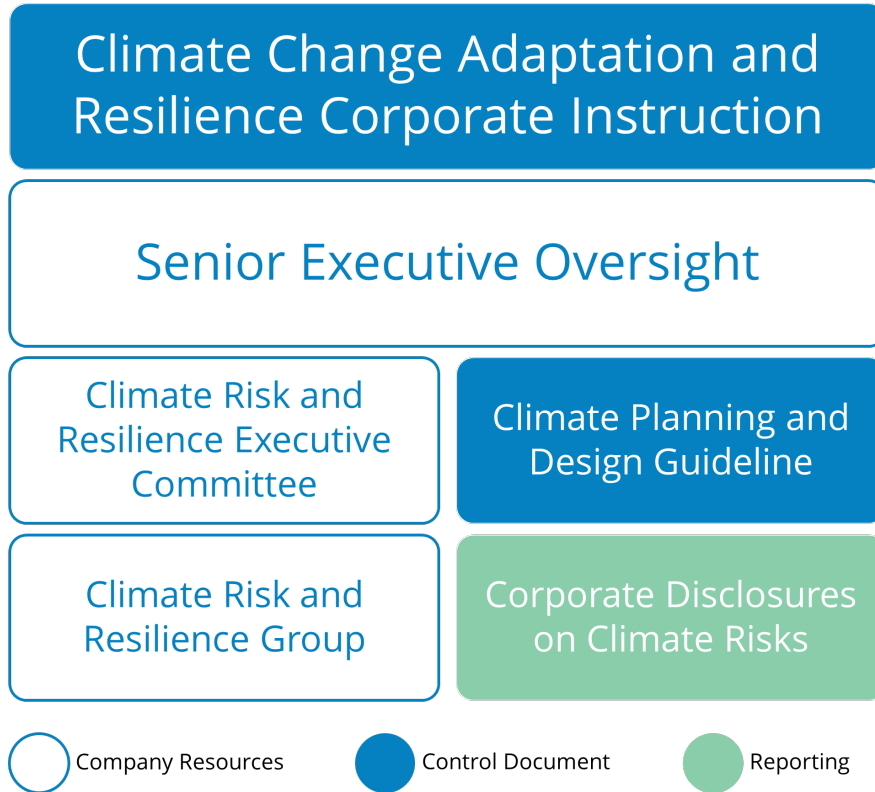 Climate Change Adaptation and
Resilience Corporate Instruction
Senior Executive Oversight
Climate Risk and
Resilience Executive
Committee
Climate Planning and
Design Guideline
Climate Risk and
Resilience Group
Corporate Disclosures
on Climate Risks
Company Resources
Control Document
Reporting